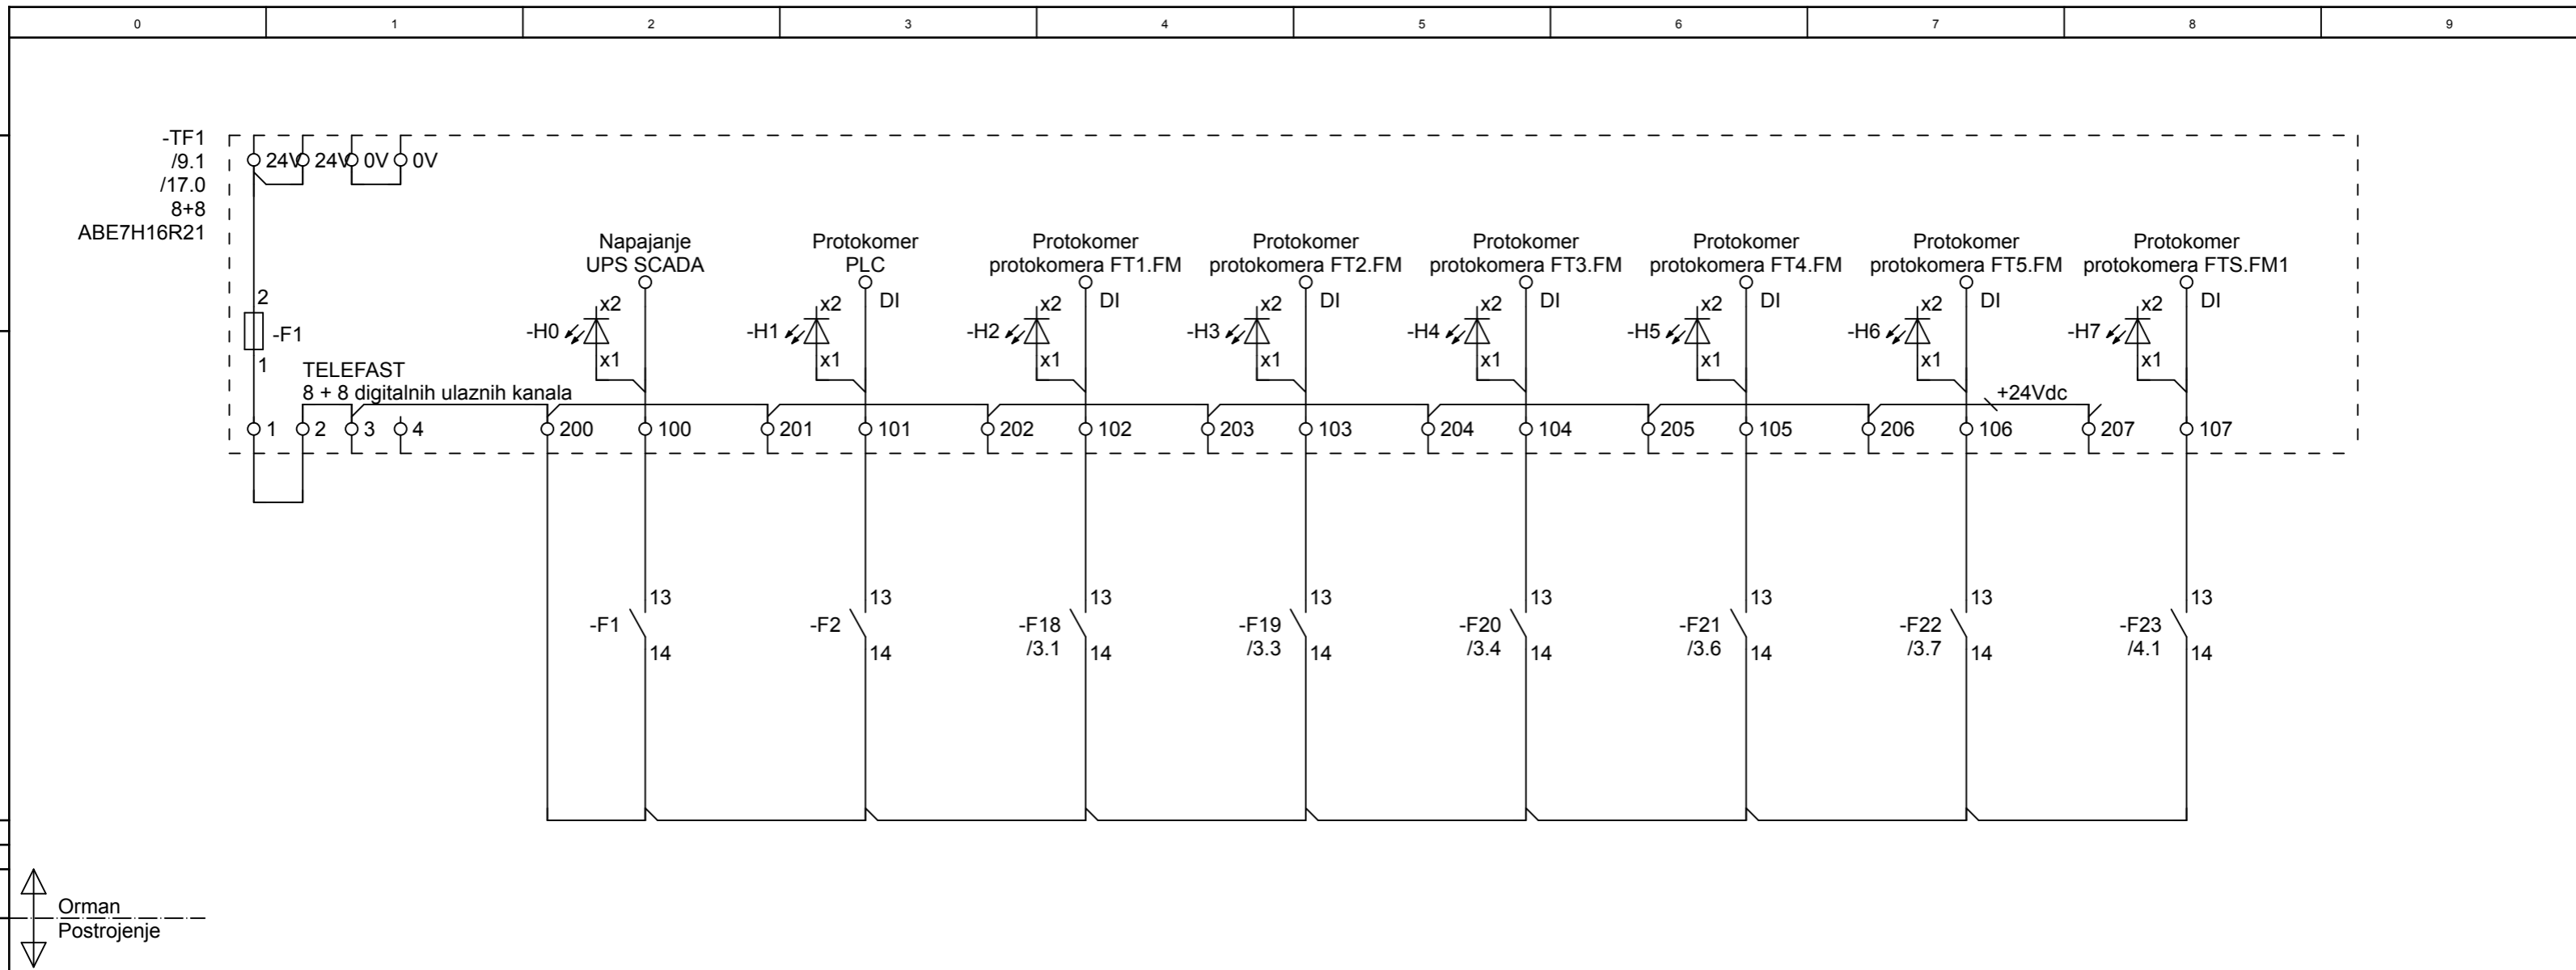 0 1 2 3 4 5 6 7 8 9
-TF1
/9.1
/17.0
8+8
ABE7H16R21
24V 24V 0V 0V
Napajanje
UPS SCADA
Protokomer
PLC
Protokomer
protokomera FT1.FM
Protokomer
protokomera FT2.FM
Protokomer
protokomera FT3.FM
Protokomer
protokomera FT4.FM
Protokomer
protokomera FT5.FM
Protokomer
protokomera FTS.FM1
DI DI DI DI DI DI DI
2
-F1
1
x2 x2 x2 x2 x2 x2 x2 x2
-H0 -H1 -H2 -H3 -H4 -H5 -H6 -H7
x1 x1 x1 x1 x1 x1 x1 x1
TELEFAST
8 + 8 digitalnih ulaznih kanala
+24Vdc
1 2 3 4 200 100 201 101 202 102 203 103 204 104 205 105 206 106 207 107
13 13 13 13 13 13 13 13
-F1 -F2 -F18 -F19 -F20 -F21 -F22 -F23
/3.1 /3.3 /3.4 /3.6 /3.7 /4.1
14 14 14 14 14 14 14 14
Orman
Postrojenje